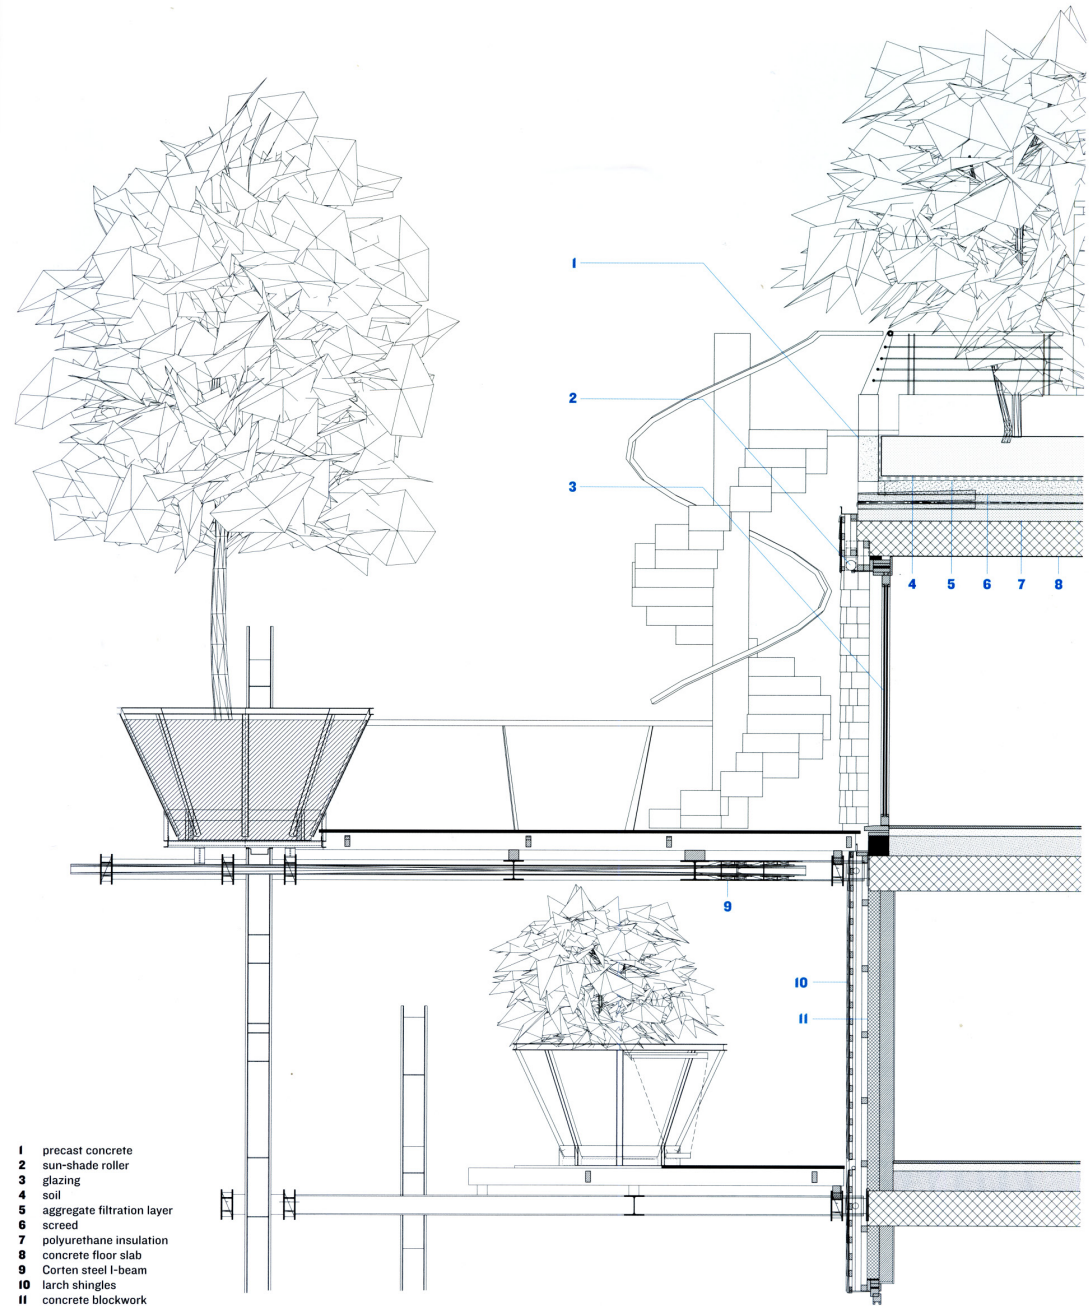 1
2
3
4 5 6 7 8
9
10
11
1 precast concrete
2 sun-shade roller
3 glazing
4 soil
5 aggregate filtration layer
6 screed
7 polyurethane insulation
8 concrete floor slab
9 Corten steel I-beam
10 larch shingles
11 concrete blockwork